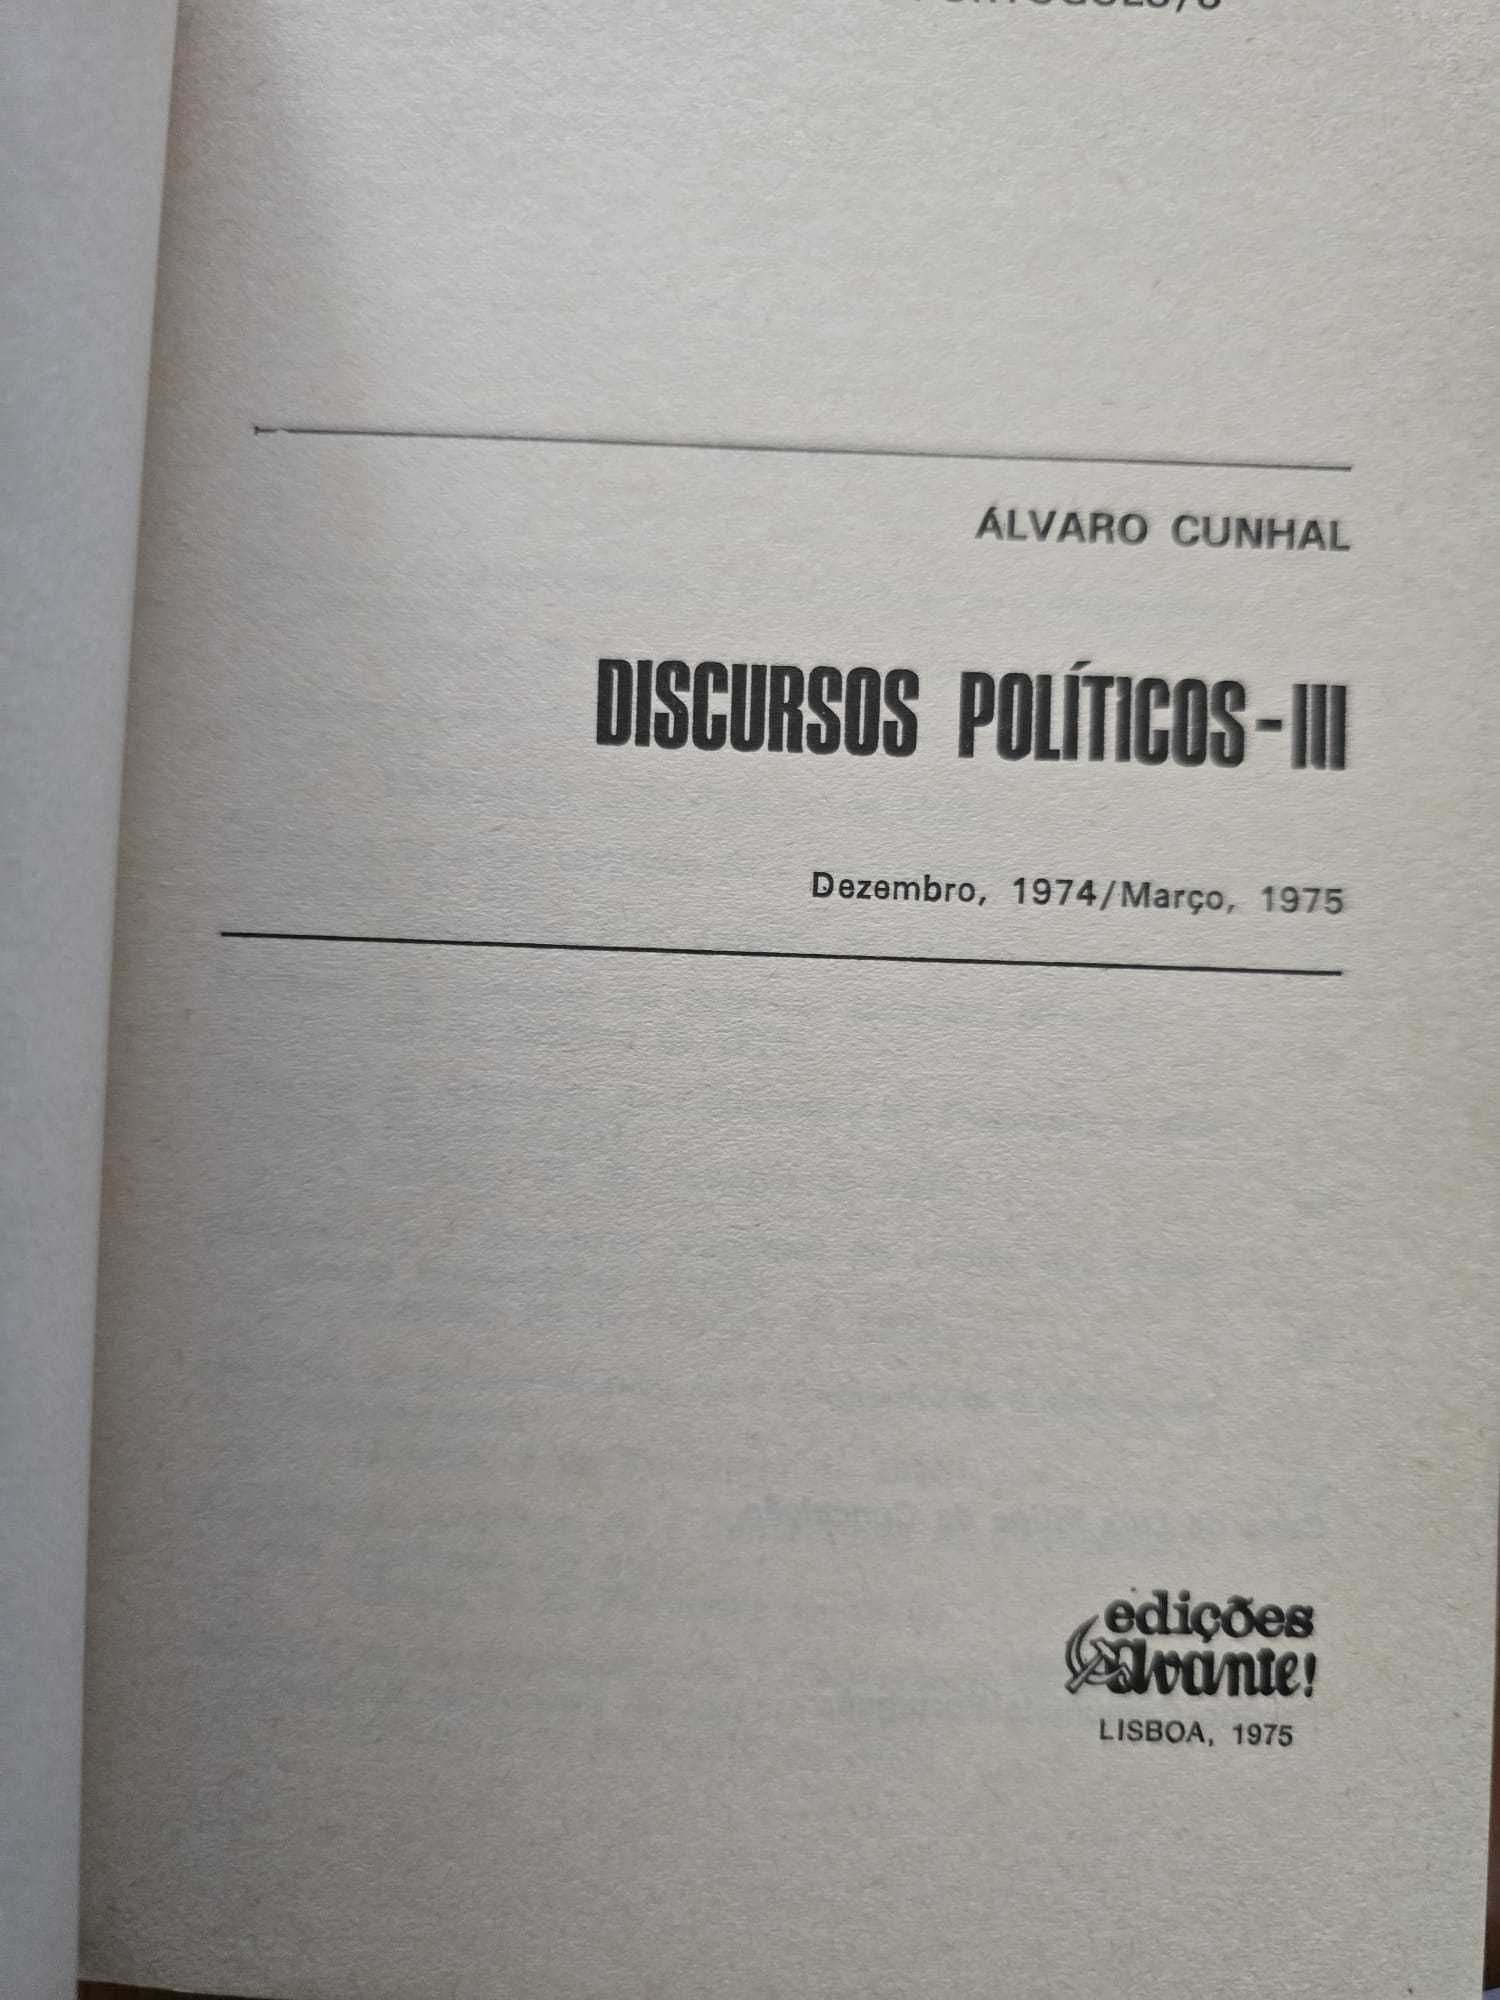 ÁLVARO CUNHAL
DISCURSOS POLÍTICOS-III
Dezembro, 1974/Março, 1975
edições
avante!
LISBOA, 1975